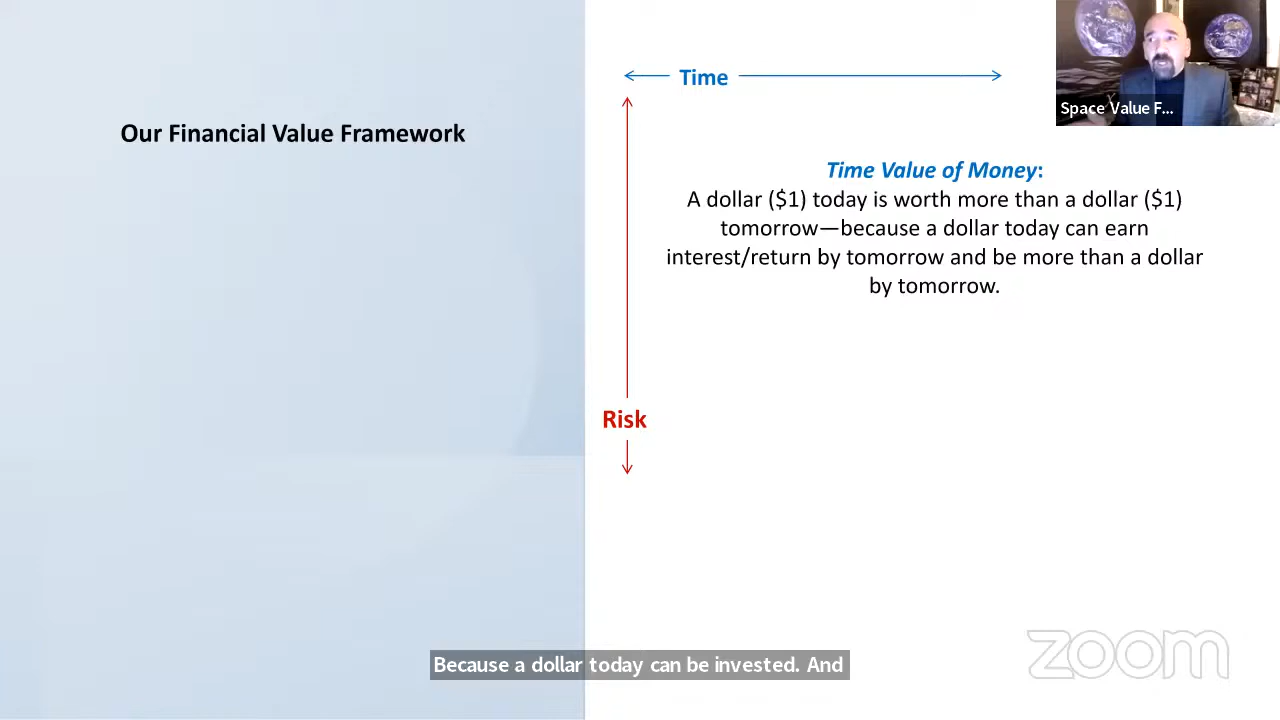 Time
Space Value F...
Our Financial Value Framework
Time Value of Money:
A dollar ($1) today is worth more than a dollar ($1)
tomorrow—because a dollar today can earn
interest/return by tomorrow and be more than a dollar
by tomorrow.
Risk
Because a dollar today can be invested. And
zoom